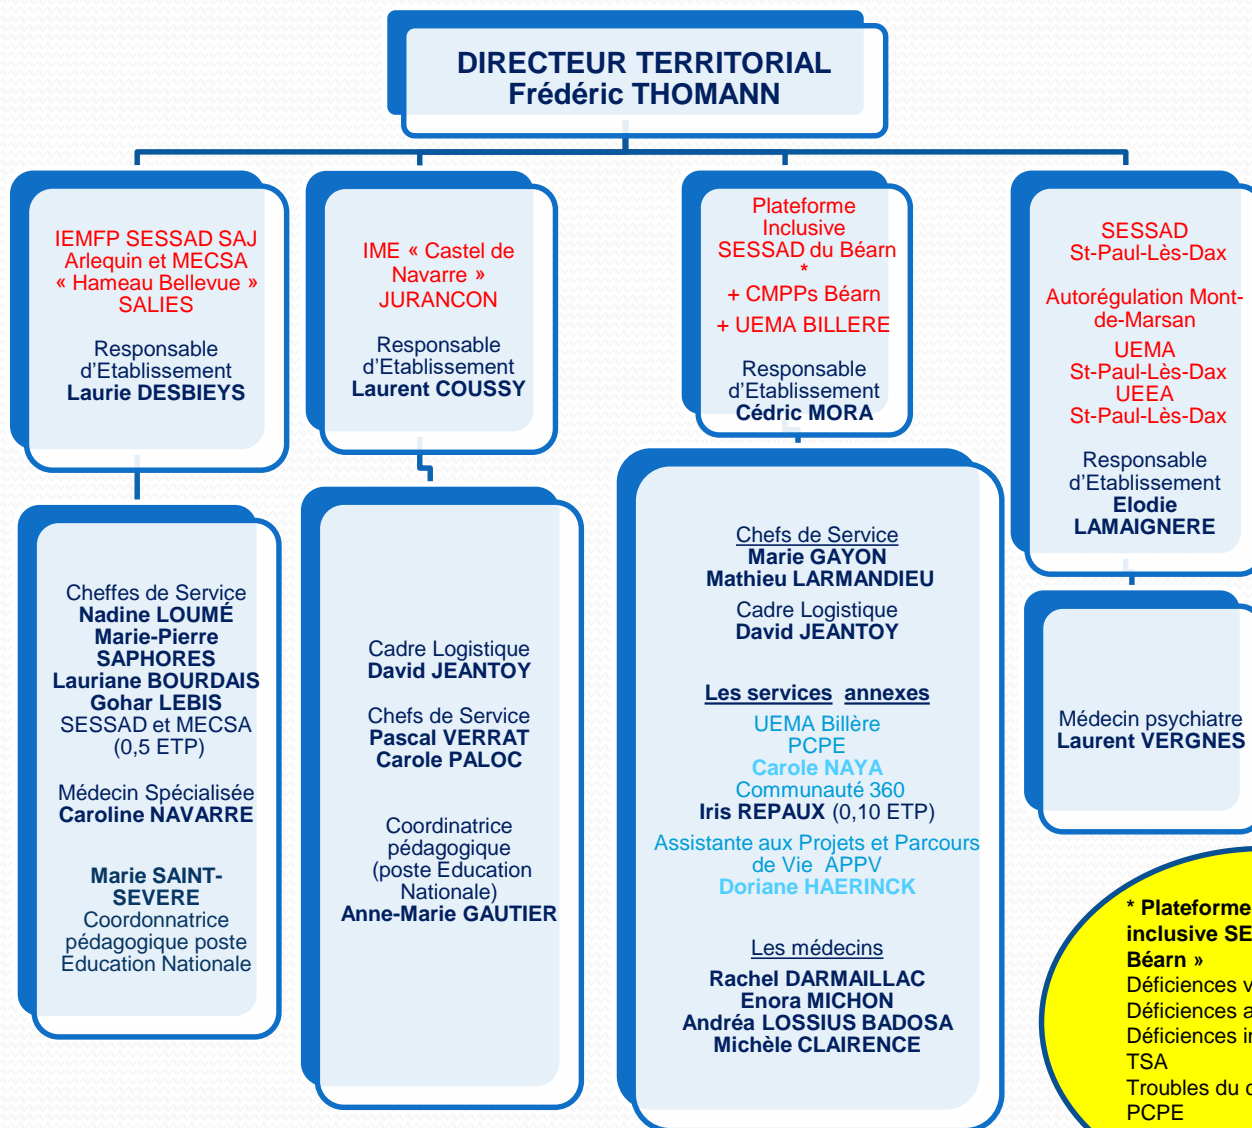 DIRECTEUR TERRITORIAL
Frédéric THOMANN
IEMFP SESSAD SAJ
Arlequin et MECSA
« Hameau Bellevue »
SALIES
Responsable
d'Etablissement
Laurie DESBIEYS
IME « Castel de
Navarre »
JURANCON
Responsable
d'Etablissement
Laurent COUSSY
Plateforme
Inclusive
SESSAD du Béarn
*
+ CMPPs Béarn
+ UEMA BILLERE
Responsable
d'Etablissement
Cédric MORA
SESSAD
St-Paul-Lès-Dax
Autorégulation Mont-
de-Marsan
UEMA
St-Paul-Lès-Dax
UEEA
St-Paul-Lès-Dax
Responsable
d'Etablissement
Elodie
LAMAIGNERE
Cheffes de Service
Nadine LOUMÉ
Marie-Pierre
SAPHORES
Lauriane BOURDAIS
Gohar LEBIS
SESSAD et MECSA
(0,5 ETP)
Médecin Spécialisée
Caroline NAVARRE
Marie SAINT-
SEVERE
Coordonnatrice
pédagogique poste
Education Nationale
Cadre Logistique
David JEANTOY
Chefs de Service
Pascal VERRAT
Carole PALOC
Coordinatrice
pédagogique
(poste Education
Nationale)
Anne-Marie GAUTIER
Chefs de Service
Marie GAYON
Mathieu LARMANDIEU
Cadre Logistique
David JEANTOY
Les services annexes
UEMA Billère
PCPE
Carole NAYA
Communauté 360
Iris REPAUX (0,10 ETP)
Assistante aux Projets et Parcours
de Vie APPV
Doriane HAERINCK
Les médecins
Rachel DARMAILLAC
Enora MICHON
Andréa LOSSIUS BADOSA
Michèle CLAIRENCE
Médecin psychiatre
Laurent VERGNES
* Plateforme
inclusive SE
Béarn »
Déficiences v
Déficiences a
Déficiences i
TSA
Troubles du
PCPE